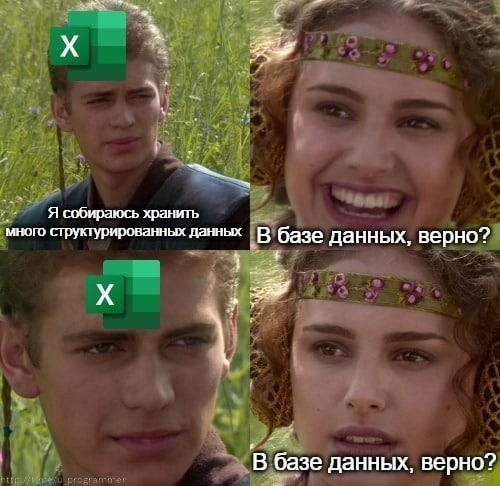 X
Я собираюсь хранить
много структурированных данных
В базе данных, верно?
X
В базе данных, верно?